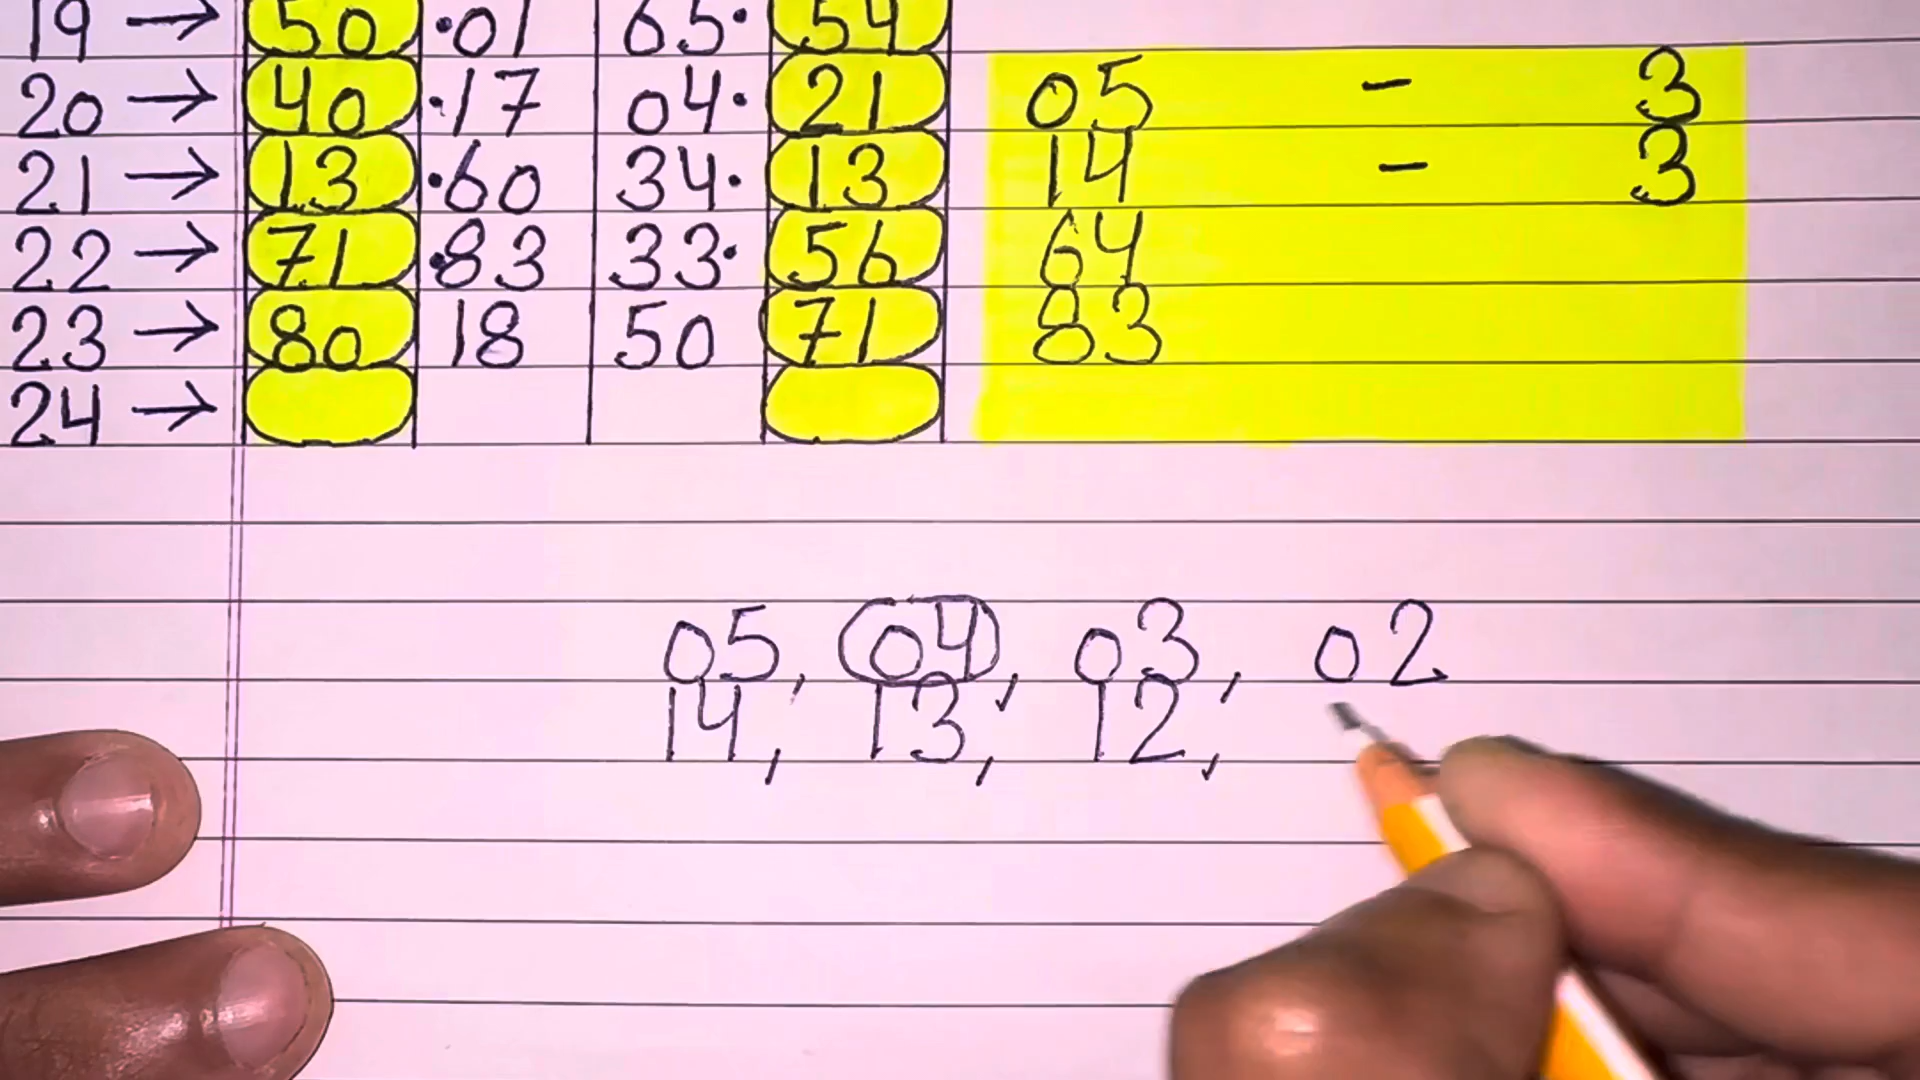 19 → 50 •01 65• 54
20 → 40 •17 04• 21 05 - 3
21 → 13 •60 34• 13 14 - 3
22 → 71 •83 33• 56 64
23 → 80 18 50 71 83
24 →
05, 04, 03, 02
14, 13, 12,